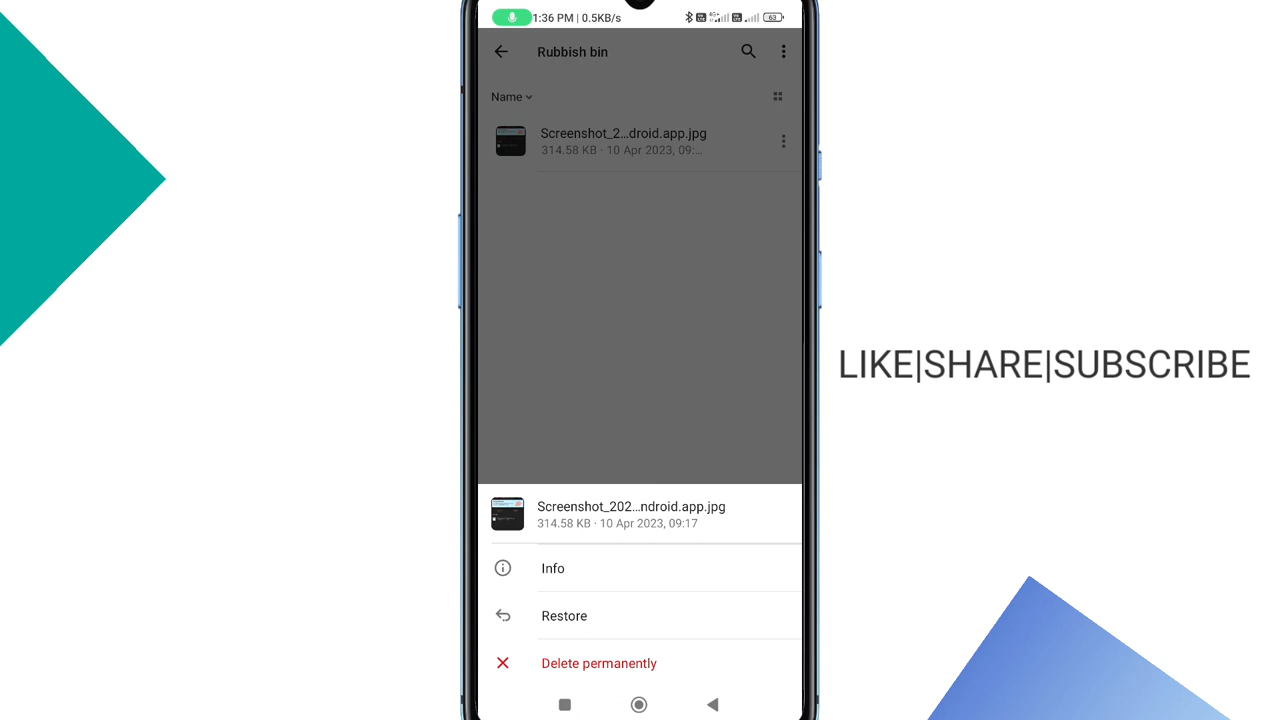 1:36 PM | 0.5KB/s
63
Rubbish bin
Name
Screenshot_2...droid.app.jpg
314.58 KB · 10 Apr 2023, 09:...
LIKE|SHARE|SUBSCRIBE
Screenshot_202...ndroid.app.jpg
314.58 KB · 10 Apr 2023, 09:17
Info
Restore
Delete permanently